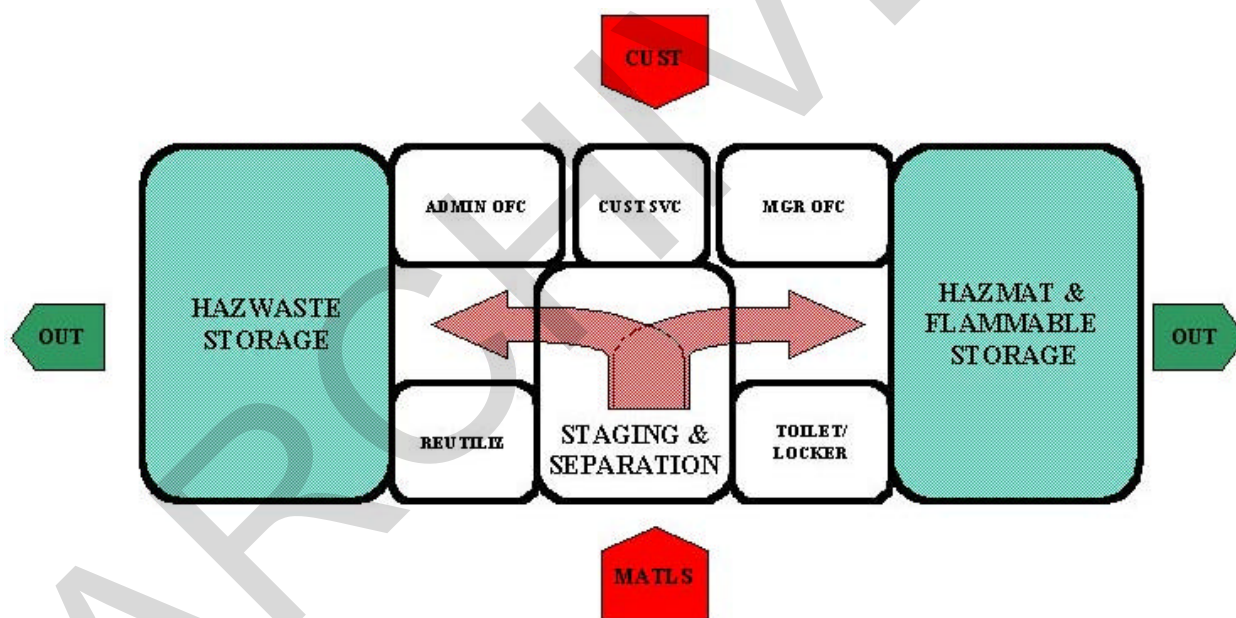 CUST
ADMIN OFC
CUST SVC
MGR OFC
HAZWASTE
STORAGE
HAZMAT &
FLAMMABLE
STORAGE
OUT
OUT
REUTILIZ
STAGING &
SEPARATION
TOILET/
LOCKER
MATLS
ARCHIVE